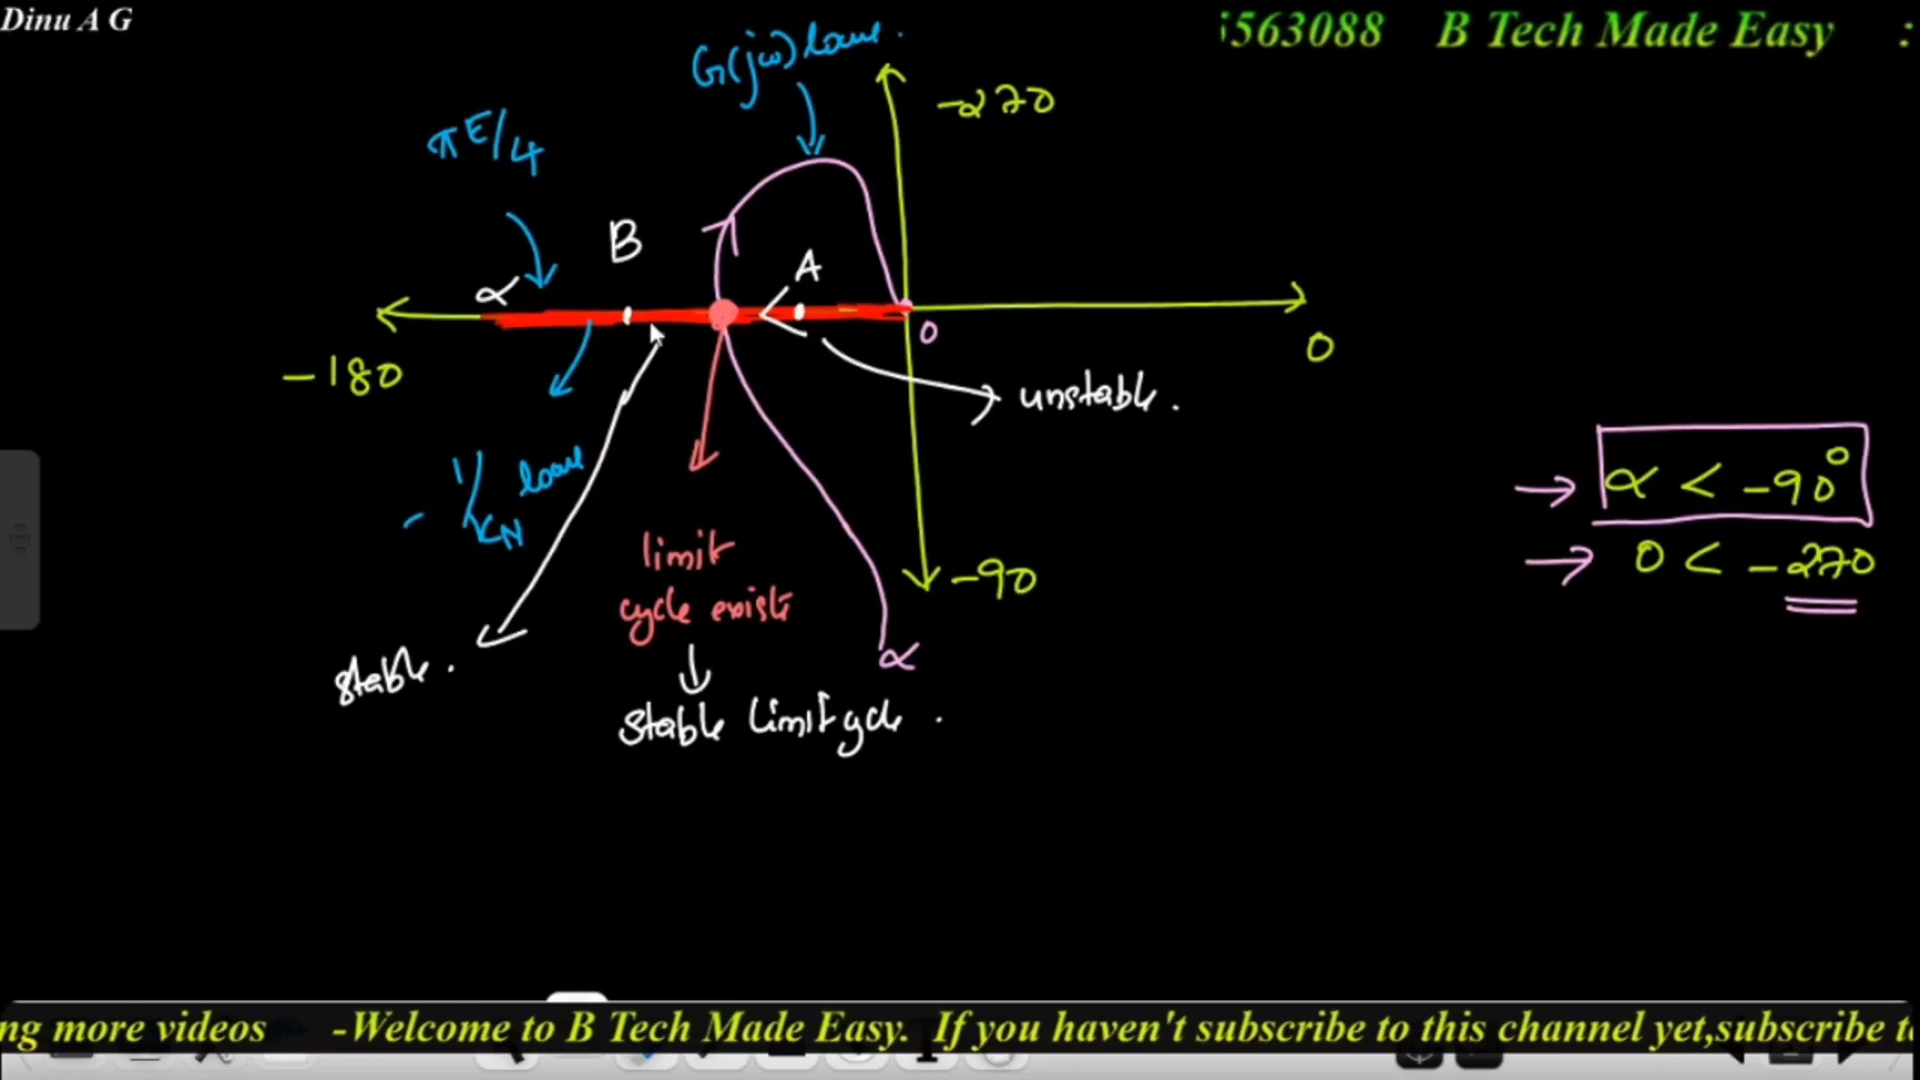 Dinu A G
i563088 B Tech Made Easy :
G(jω) locus.
-270
πE/4
B
A
α
0
-180
0
unstable.
α < -90°
-1/KN locus
0 < -270
limit
cycle exists
-90
α
stable.
stable limit cycle.
ng more videos -Welcome to B Tech Made Easy. If you haven't subscribe to this channel yet,subscribe to